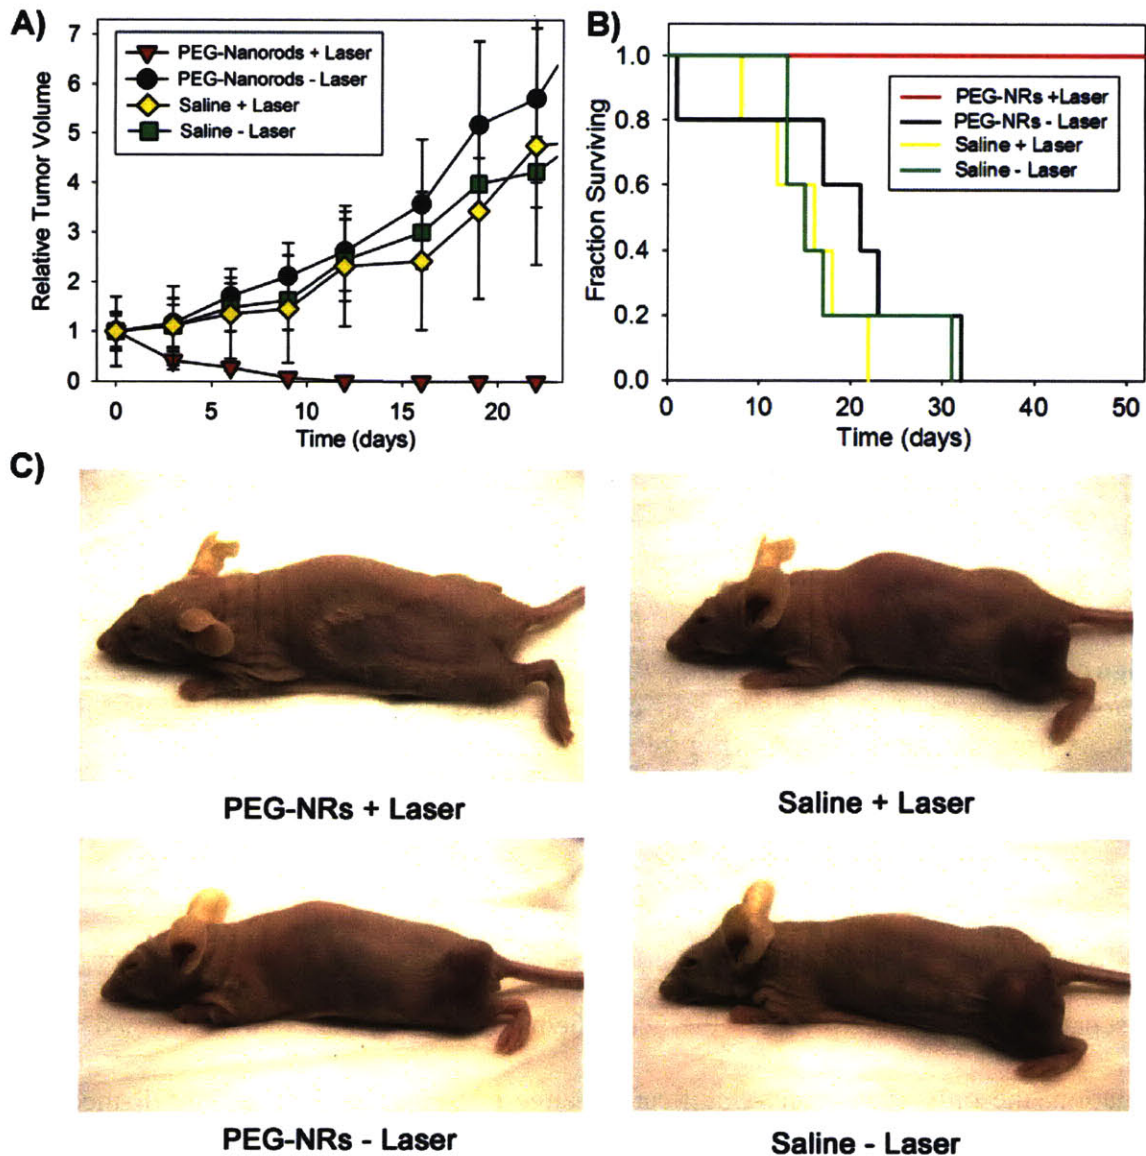 A)
7
6
5
4
3
2
1
0
Relative Tumor Volume
PEG-Nanorods + Laser
PEG-Nanorods - Laser
Saline + Laser
Saline - Laser
0 5 10 15 20
Time (days)
B)
1.0
0.8
0.6
0.4
0.2
0.0
Fraction Surviving
PEG-NRs +Laser
PEG-NRs - Laser
Saline + Laser
Saline - Laser
0 10 20 30 40 50
Time (days)
C)
PEG-NRs + Laser
Saline + Laser
PEG-NRs - Laser
Saline - Laser